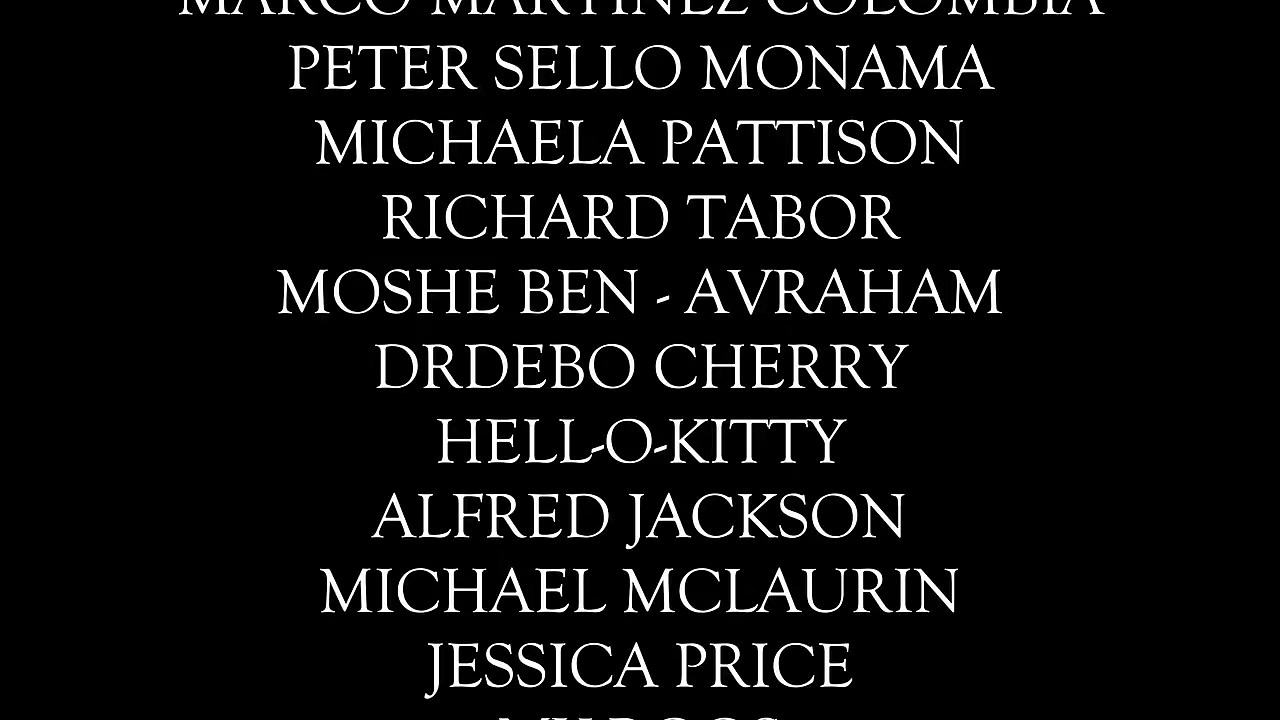 MARCO MARTINEZ COLOMBIA
PETER SELLO MONAMA
MICHAELA PATTISON
RICHARD TABOR
MOSHE BEN - AVRAHAM
DRDEBO CHERRY
HELL-O-KITTY
ALFRED JACKSON
MICHAEL MCLAURIN
JESSICA PRICE